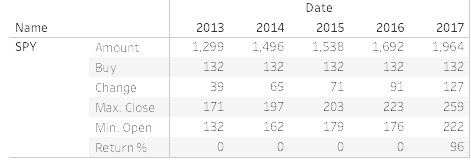 Date
Name 2013 2014 2015 2016 2017
SPY Amount 1,299 1,496 1,538 1,692 1,964
Buy 132 132 132 132 132
Change 39 65 71 91 127
Max. Close 171 197 203 223 259
Min. Open 132 162 179 176 222
Return % 0 0 0 0 96